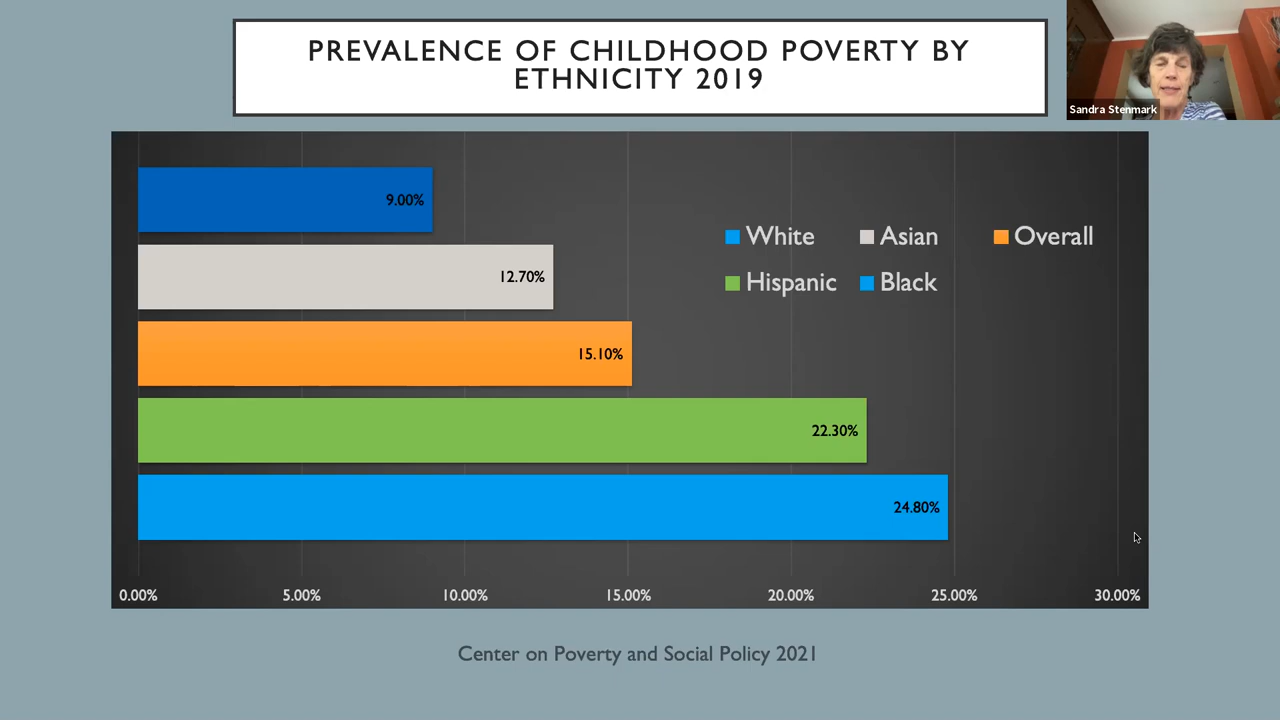 PREVALENCE OF CHILDHOOD POVERTY BY
ETHNICITY 2019
Sandra Stenmark
9.00%
12.70%
15.10%
22.30%
24.80%
White Asian Overall
Hispanic Black
0.00% 5.00% 10.00% 15.00% 20.00% 25.00% 30.00%
Center on Poverty and Social Policy 2021